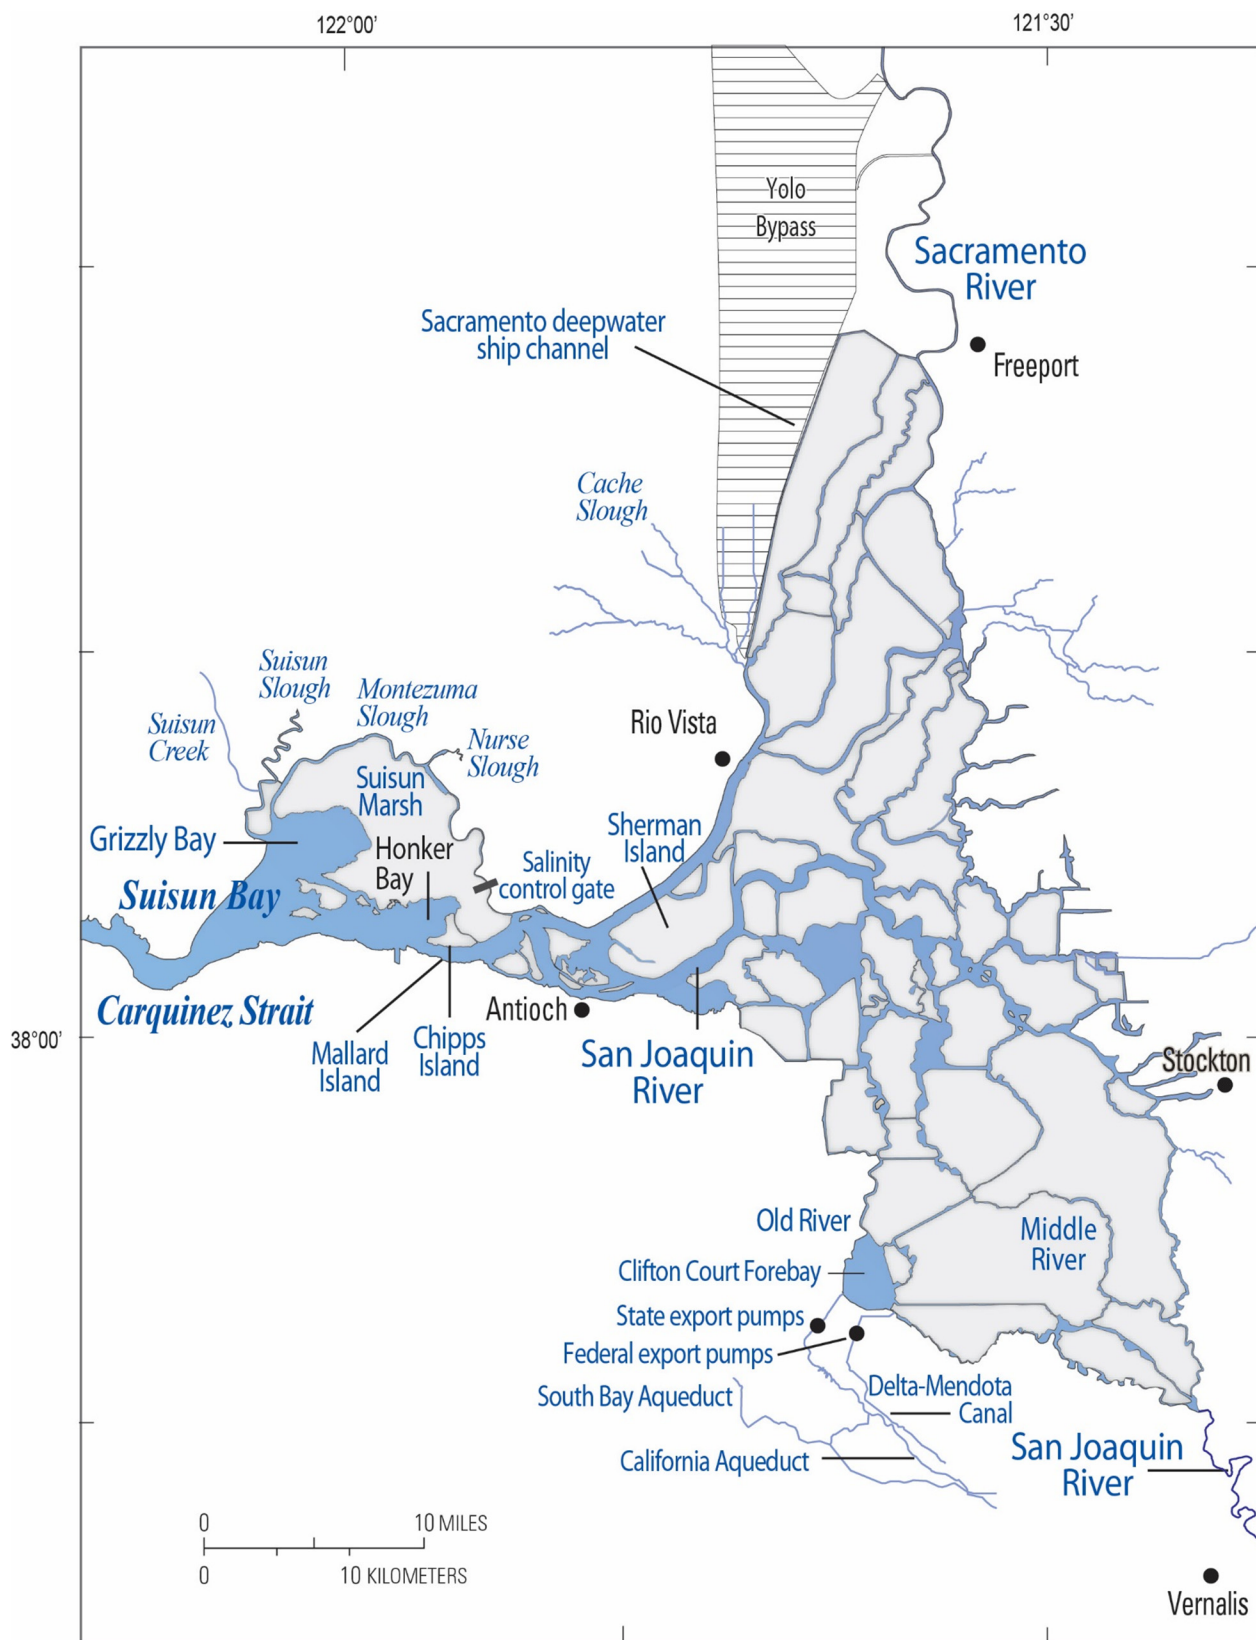 122°00'
121°30'
Yolo
Bypass
Sacramento
River
Sacramento deepwater
ship channel
Freeport
Cache
Slough
Suisun
Slough
Montezuma
Slough
Suisun
Creek
Nurse
Slough
Rio Vista
Suisun
Marsh
Grizzly Bay
Honker
Bay
Sherman
Island
Salinity
control gate
Suisun Bay
Carquinez Strait
Antioch
Mallard
Island
Chipps
Island
San Joaquin
River
38°00'
Stockton
Old River
Middle
River
Clifton Court Forebay
State export pumps
Federal export pumps
South Bay Aqueduct
Delta-Mendota
Canal
California Aqueduct
San Joaquin
River
0 10 MILES
0 10 KILOMETERS
Vernalis